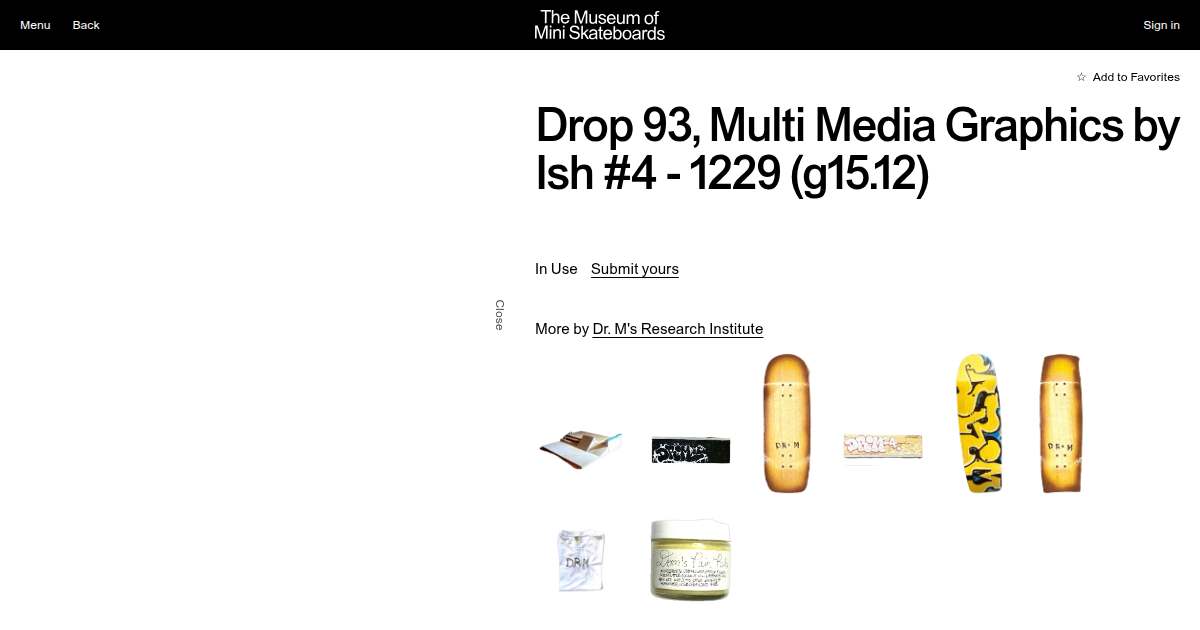 Menu
Back
The Museum of
Mini Skateboards
Sign in
☆ Add to Favorites
Drop 93, Multi Media Graphics by
Ish #4 - 1229 (g15.12)
In Use
Submit yours
Close
More by Dr. M's Research Institute
DR M
DR M
DRM